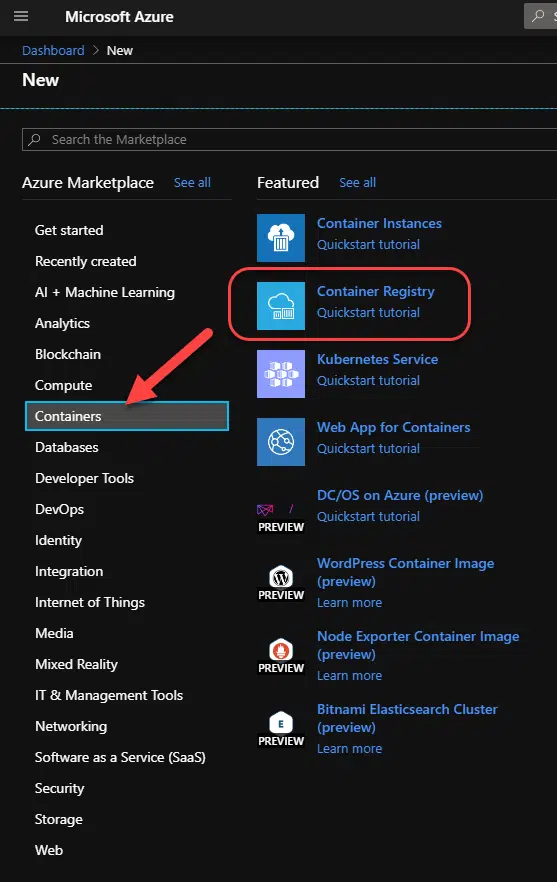 Microsoft Azure
Dashboard > New
New
Search the Marketplace
Azure Marketplace See all
Get started
Recently created
AI + Machine Learning
Analytics
Blockchain
Compute
Containers
Databases
Developer Tools
DevOps
Identity
Integration
Internet of Things
Media
Mixed Reality
IT & Management Tools
Networking
Software as a Service (SaaS)
Security
Storage
Web
Featured See all
Container Instances
Quickstart tutorial
Container Registry
Quickstart tutorial
Kubernetes Service
Quickstart tutorial
Web App for Containers
Quickstart tutorial
DC/OS on Azure (preview)
Quickstart tutorial
PREVIEW
WordPress Container Image
(preview)
Learn more
PREVIEW
Node Exporter Container Image
(preview)
Learn more
PREVIEW
Bitnami Elasticsearch Cluster
(preview)
Learn more
E
PREVIEW